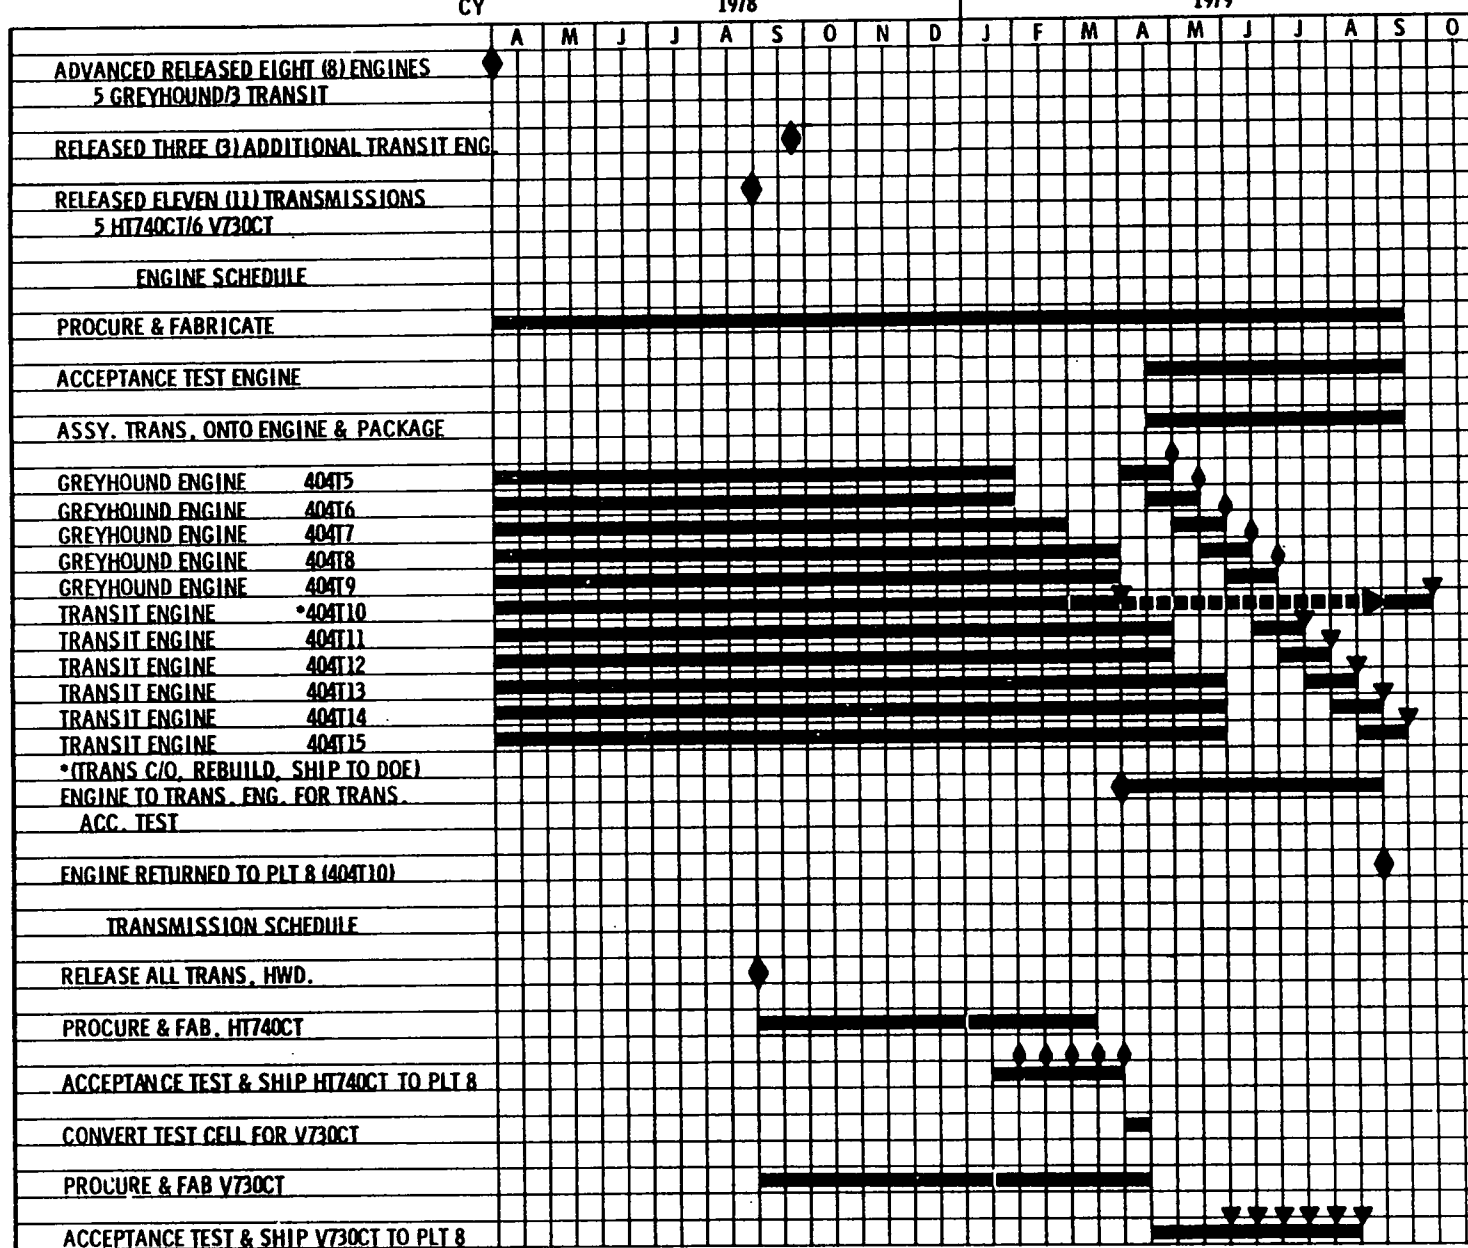 CY 1978 1979
A M J J A S O N D J F M A M J J A S O
ADVANCED RELEASED EIGHT (8) ENGINES
5 GREYHOUND/3 TRANSIT
RELEASED THREE (3) ADDITIONAL TRANSIT ENG.
RELEASED ELEVEN (11) TRANSMISSIONS
5 HT740CT/6 V730CT
ENGINE SCHEDULE
PROCURE & FABRICATE
ACCEPTANCE TEST ENGINE
ASSY. TRANS. ONTO ENGINE & PACKAGE
GREYHOUND ENGINE 404T5
GREYHOUND ENGINE 404T6
GREYHOUND ENGINE 404T7
GREYHOUND ENGINE 404T8
GREYHOUND ENGINE 404T9
TRANSIT ENGINE *404T10
TRANSIT ENGINE 404T11
TRANSIT ENGINE 404T12
TRANSIT ENGINE 404T13
TRANSIT ENGINE 404T14
TRANSIT ENGINE 404T15
*(TRANS C/O, REBUILD, SHIP TO DOE)
ENGINE TO TRANS. ENG. FOR TRANS.
ACC. TEST
ENGINE RETURNED TO PLT 8 (404T10)
TRANSMISSION SCHEDULE
RELEASE ALL TRANS. HWD.
PROCURE & FAB. HT740CT
ACCEPTANCE TEST & SHIP HT740CT TO PLT 8
CONVERT TEST CELL FOR V730CT
PROCURE & FAB V730CT
ACCEPTANCE TEST & SHIP V730CT TO PLT 8